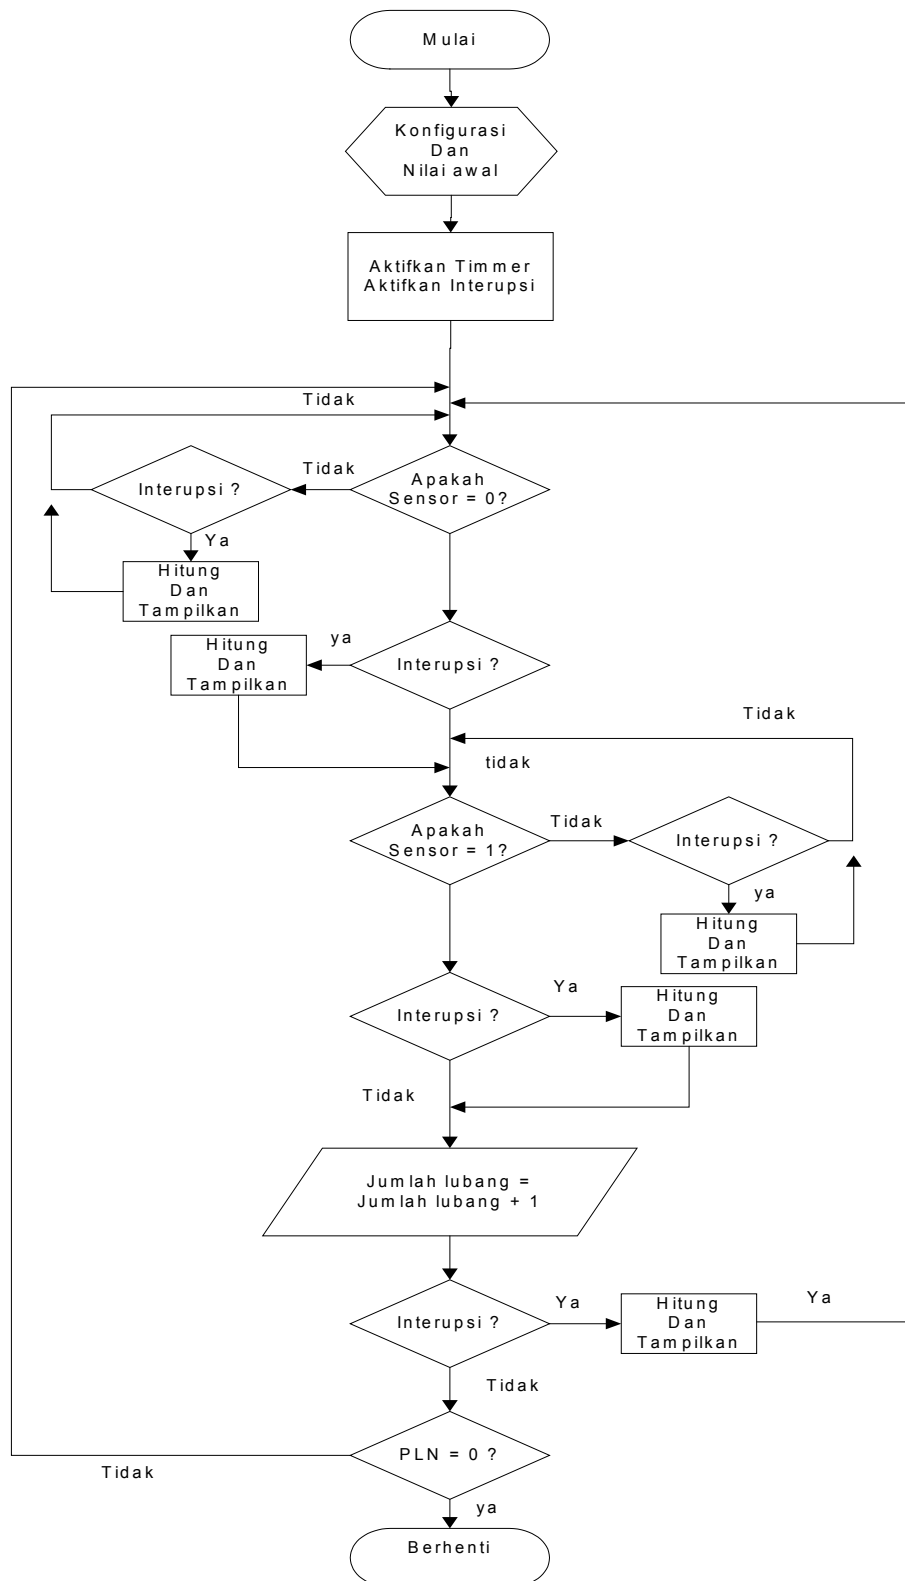 Mulai
Konfigurasi
Dan
Nilai awal
Aktifkan Timmer
Aktifkan Interupsi
Tidak
Interupsi ?
Tidak
Apakah
Sensor = 0?
Ya
Hitung
Dan
Tampilkan
Hitung
Dan
Tampilkan
ya
Interupsi ?
Tidak
tidak
Apakah
Sensor = 1?
Tidak
Interupsi ?
ya
Hitung
Dan
Tampilkan
Interupsi ?
Ya
Hitung
Dan
Tampilkan
Tidak
Jumlah lubang =
Jumlah lubang + 1
Interupsi ?
Ya
Hitung
Dan
Tampilkan
Ya
Tidak
PLN = 0 ?
Tidak
ya
Berhenti